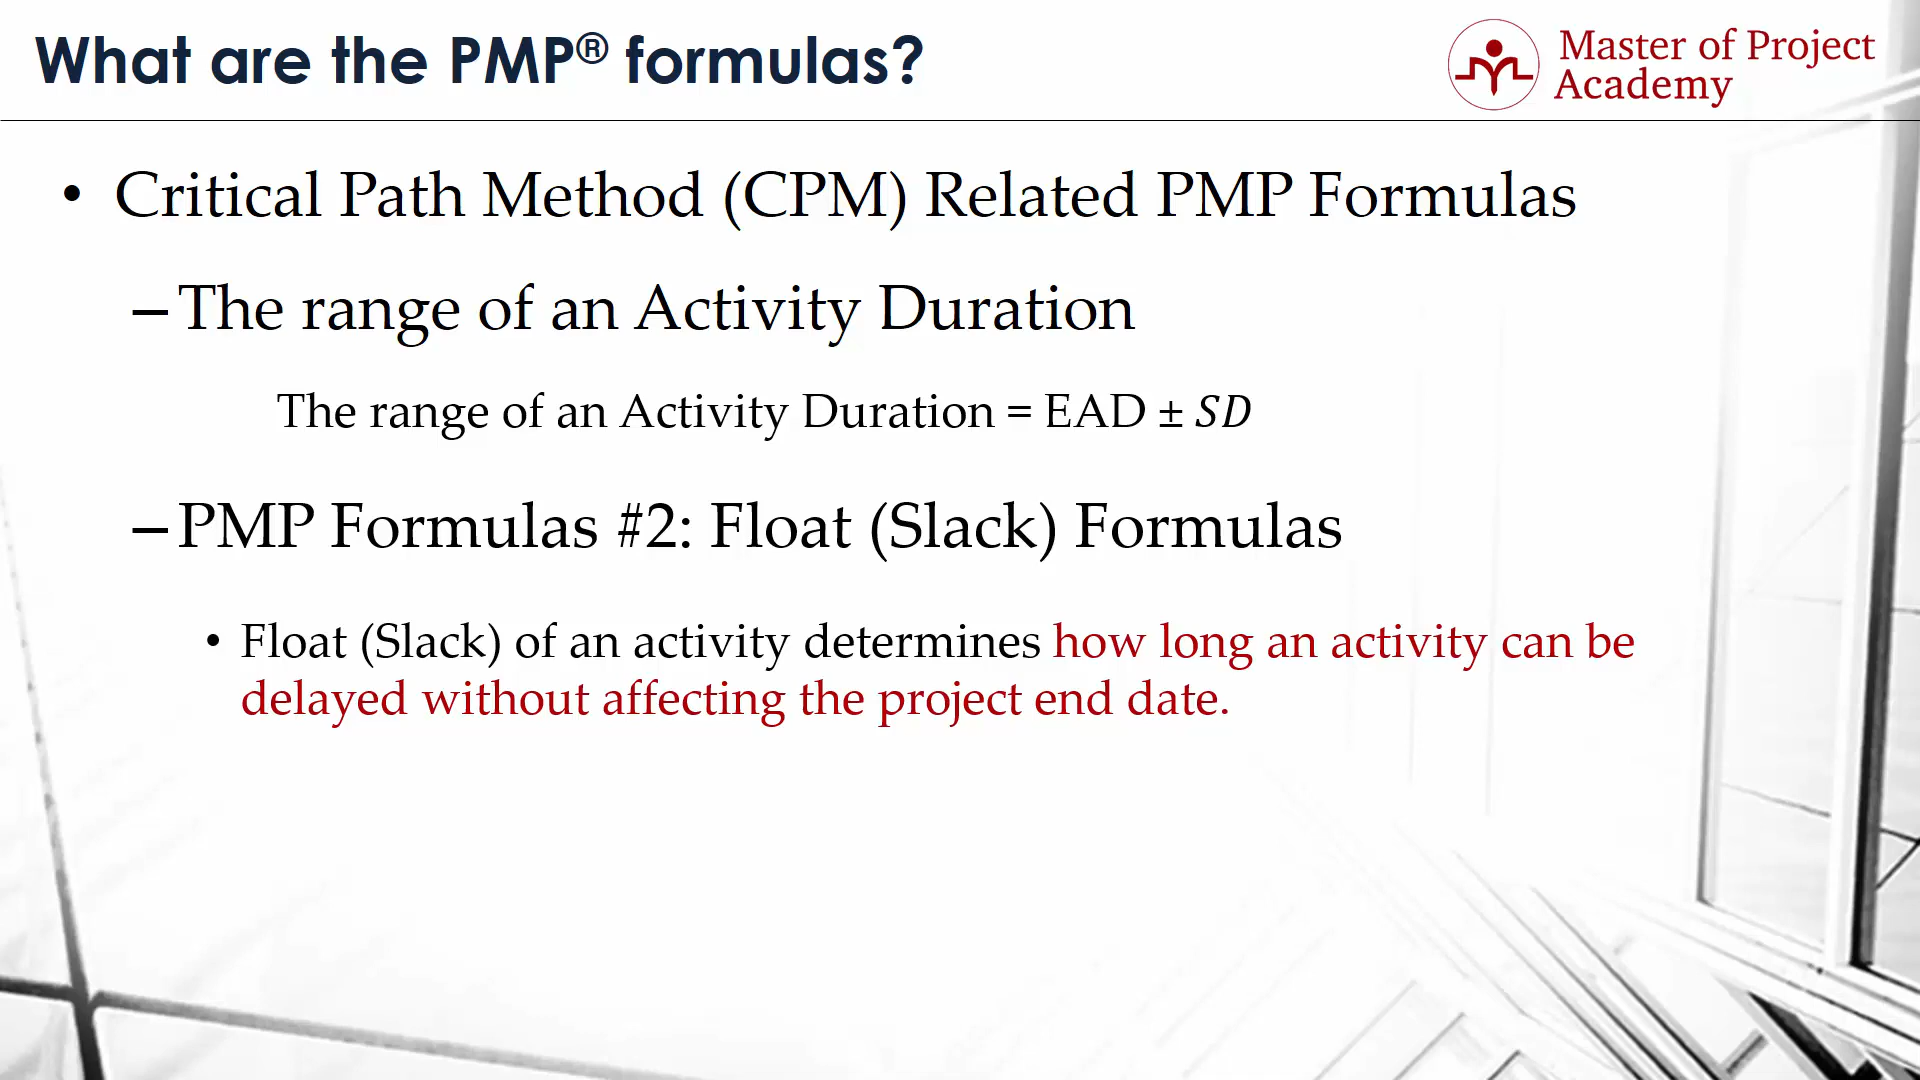 What are the PMP® formulas?
Master of Project
Academy
• Critical Path Method (CPM) Related PMP Formulas
– The range of an Activity Duration
The range of an Activity Duration = EAD ± SD
– PMP Formulas #2: Float (Slack) Formulas
• Float (Slack) of an activity determines how long an activity can be
delayed without affecting the project end date.